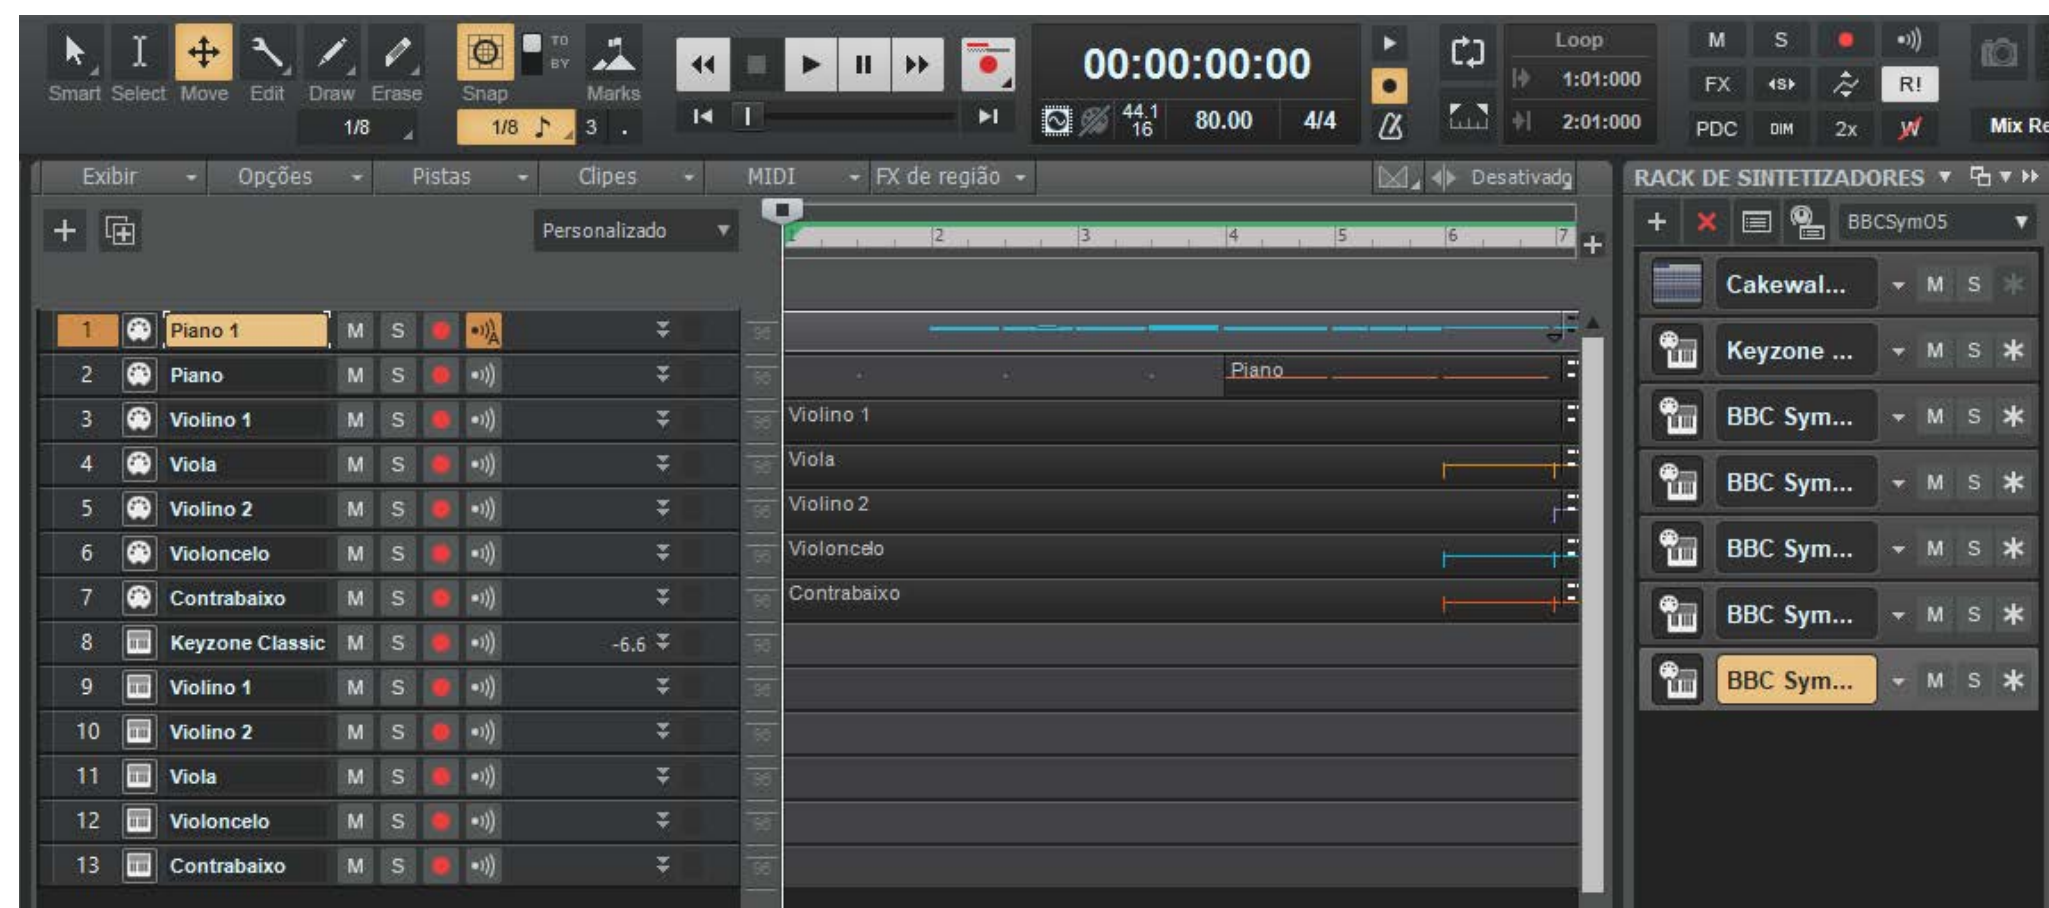 TO
BY
00:00:00:00
Loop
M S
1:01:000
FX R!
Smart Select Move Edit Draw Erase Snap Marks
1/8 1/8 3 .
44.1
16
80.00 4/4
2:01:000
PDC DIM 2x W Mix Re
Exibir Opções Pistas Clipes MIDI FX de região Desativado
RACK DE SINTETIZADORES
Personalizado
1 2 3 4 5 6 7
BBCSym05
Cakewal... M S
1 Piano 1 M S A
Keyzone ... M S
2 Piano M S Piano
3 Violino 1 M S Violino 1
BBC Sym... M S
4 Viola M S Viola
BBC Sym... M S
5 Violino 2 M S Violino 2
6 Violoncelo M S Violoncelo
BBC Sym... M S
7 Contrabaixo M S Contrabaixo
BBC Sym... M S
8 Keyzone Classic M S -6.6
9 Violino 1 M S
BBC Sym... M S
10 Violino 2 M S
11 Viola M S
12 Violoncelo M S
13 Contrabaixo M S